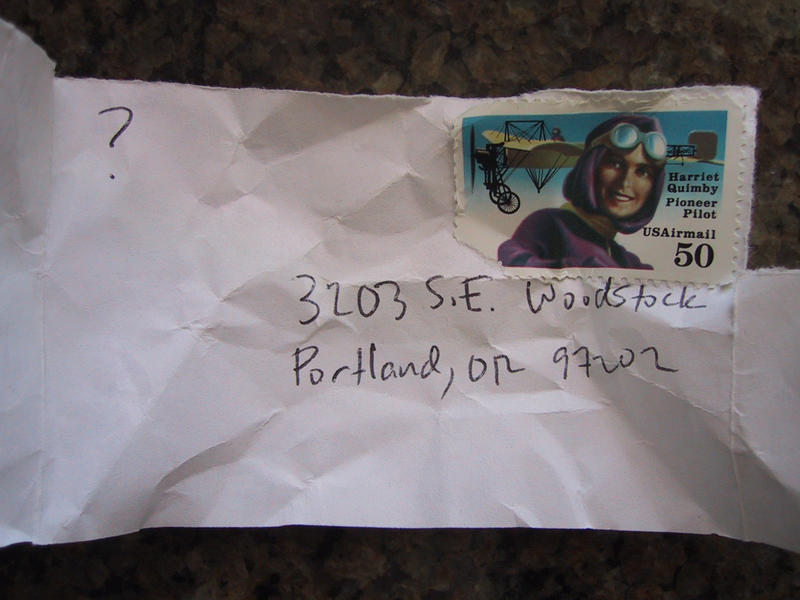 ?
Harriet
Quimby
Pioneer
Pilot
USAirmail
50
3203 S.E. Woodstock
Portland, OR 97202